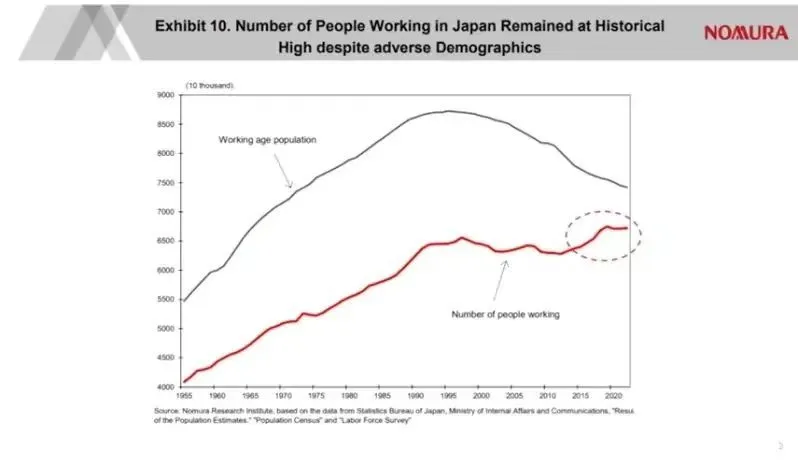 Exhibit 10. Number of People Working in Japan Remained at Historical
High despite adverse Demographics
NOMURA
(10 thousand)
9000
8500
8000
7500
7000
6500
6000
5500
5000
4500
4000
Working age population
Number of people working
1955 1960 1965 1970 1975 1980 1985 1990 1995 2000 2005 2010 2015 2020
Source: Nomura Research Institute, based on the data from Statistics Bureau of Japan, Ministry of Internal Affairs and Communications, "Resu
of the Population Estimates." "Population Census" and "Labor Force Survey"
3